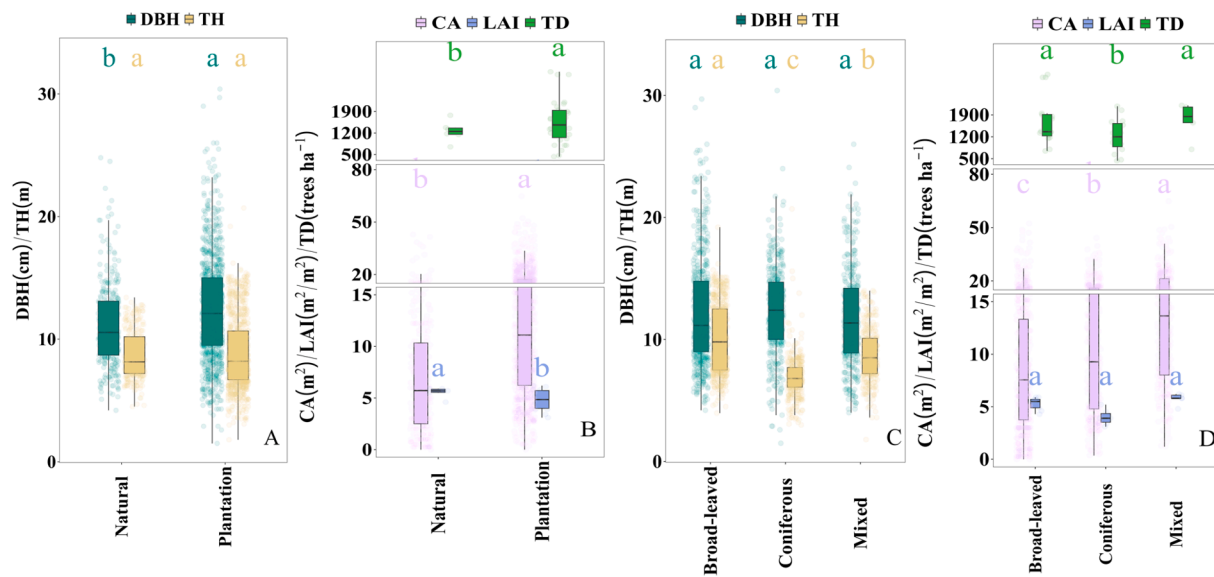 DBH TH
b a a a
30
20
10
0
DBH(cm)/TH(m)
Natural
Plantation
A
CA LAI TD
b a
1900
1200
500
b a
80
50
20
15
10
5
0
a b
CA(m²)/LAI(m²/m²)/TD(trees ha⁻¹)
Natural
Plantation
B
DBH TH
a a a c a b
30
20
10
0
DBH(cm)/TH(m)
Broad-leaved
Coniferous
Mixed
C
CA LAI TD
a b a
1900
1200
500
c b a
80
50
20
15
10
5
0
a a a
CA(m²)/LAI(m²/m²)/TD(trees ha⁻¹)
Broad-leaved
Coniferous
Mixed
D